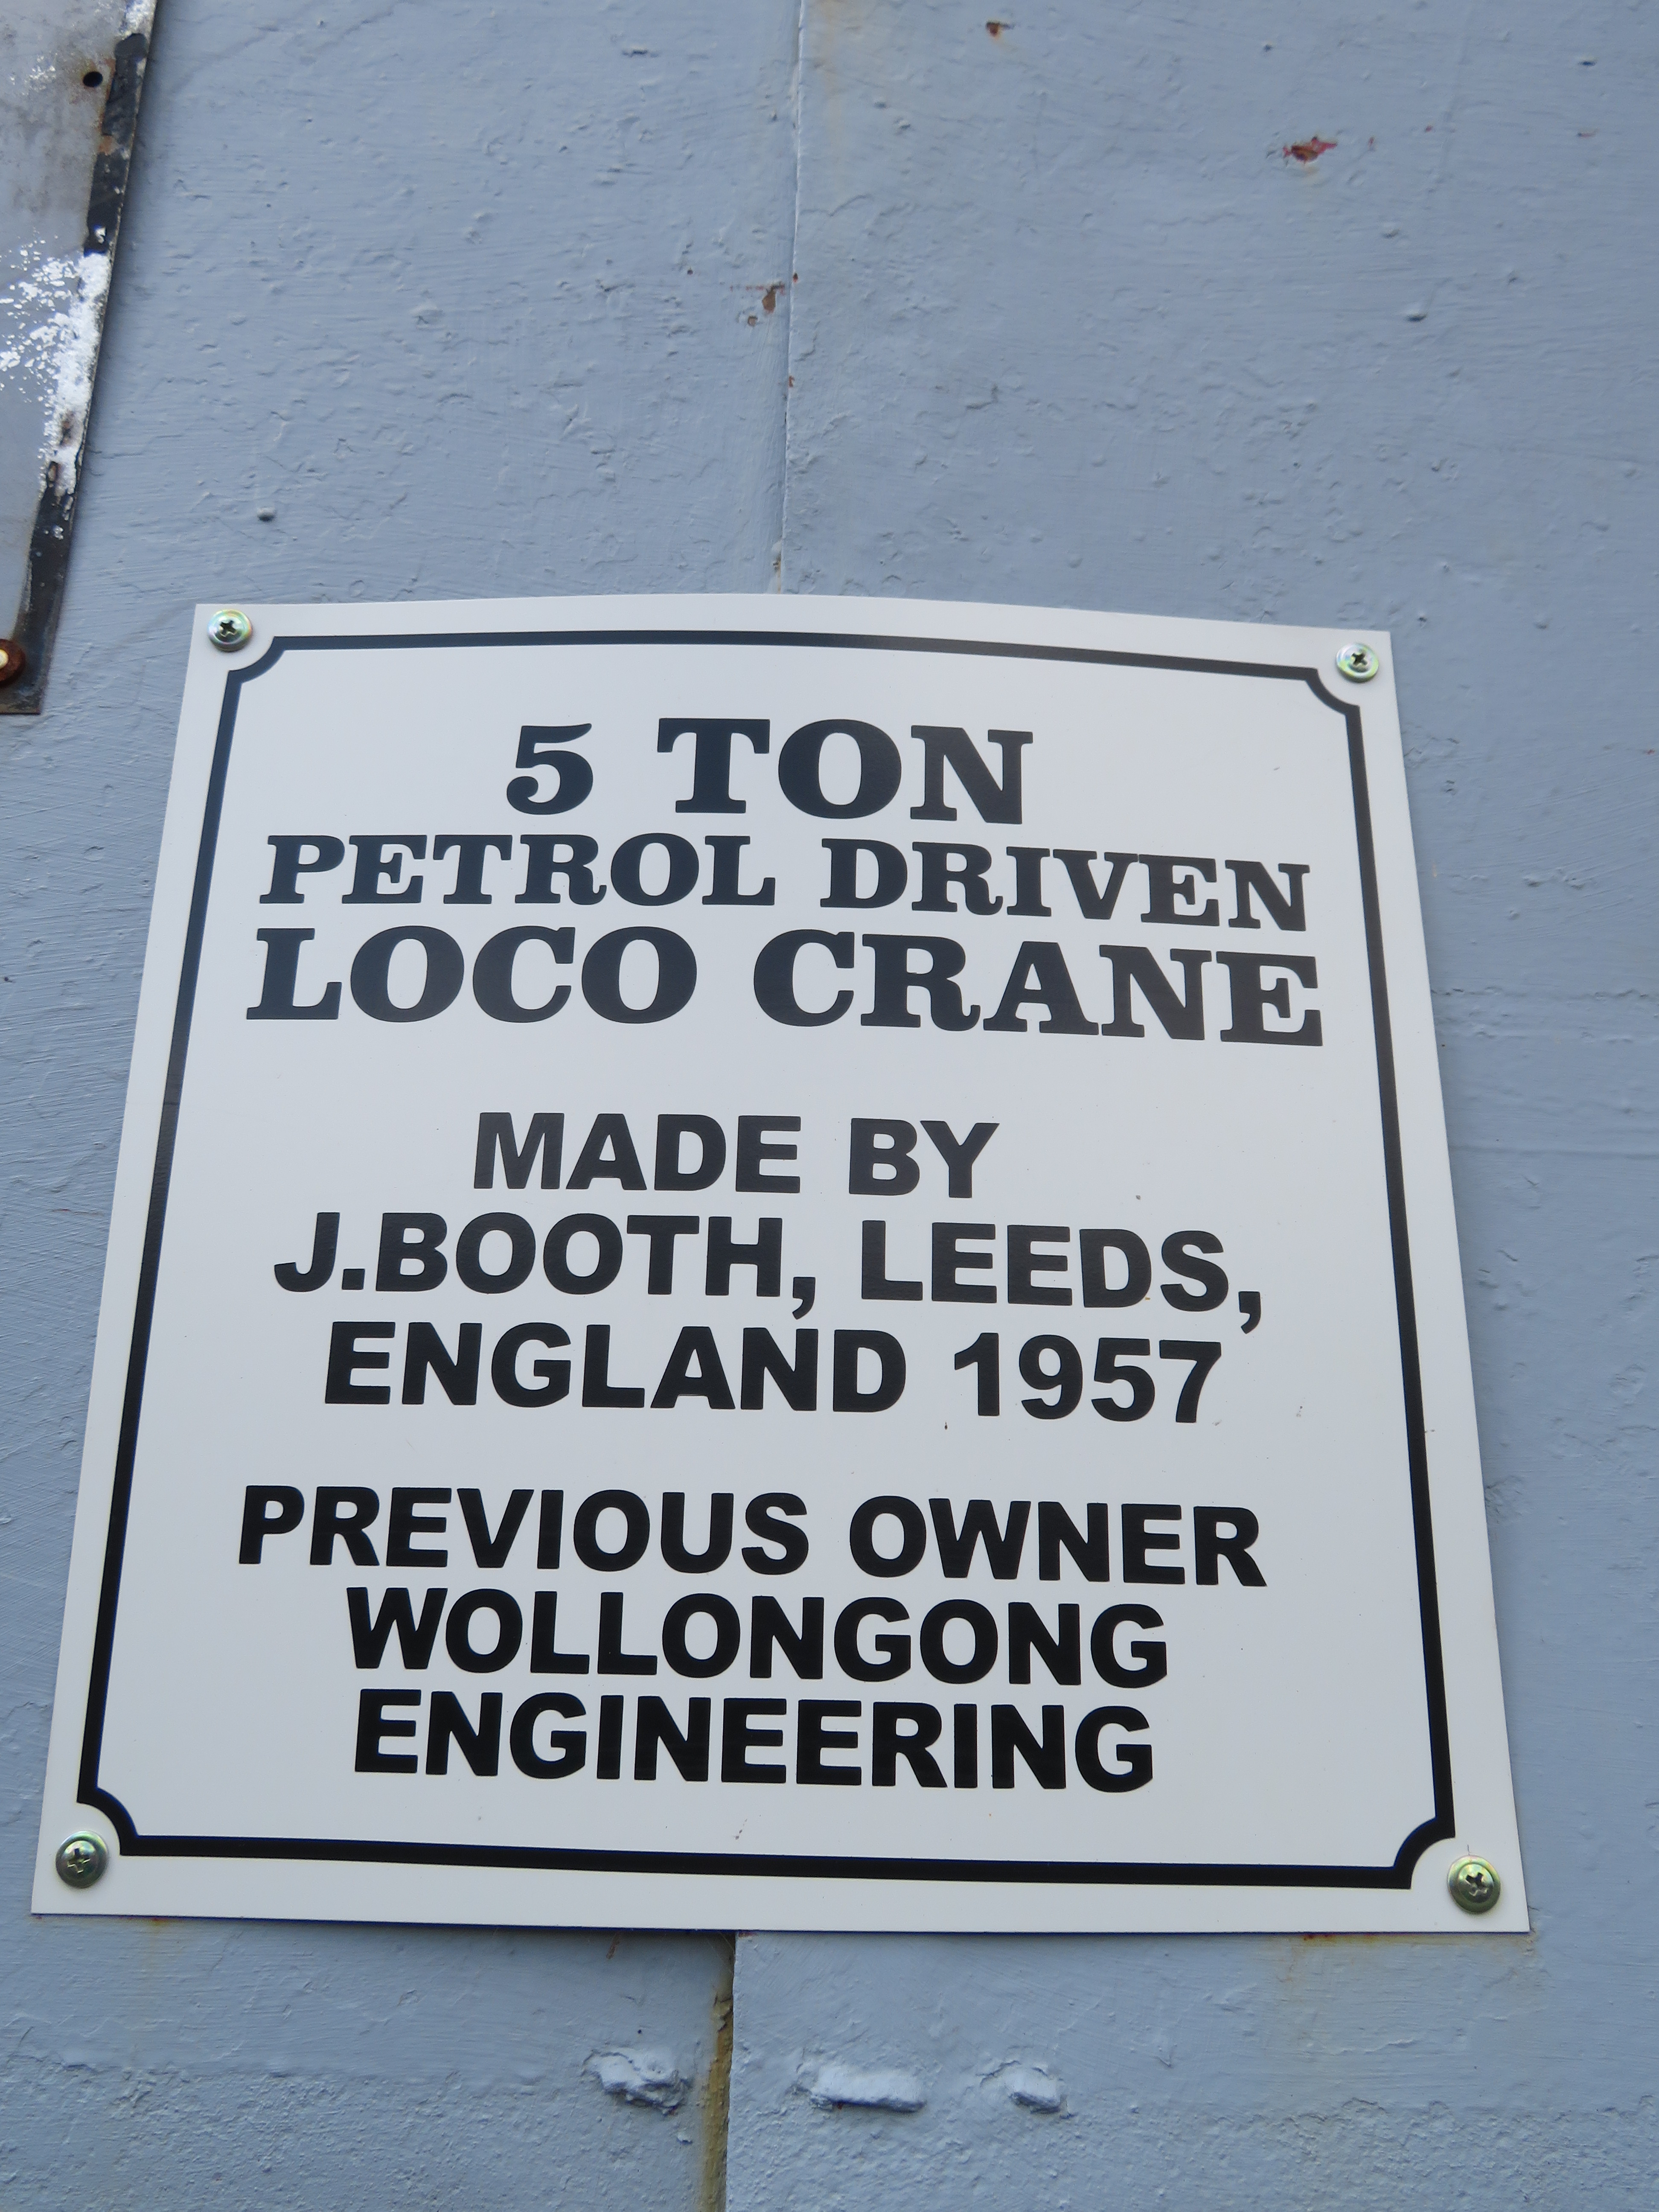 5 TON
PETROL DRIVEN
LOCO CRANE
MADE BY
J.BOOTH, LEEDS,
ENGLAND 1957
PREVIOUS OWNER
WOLLONGONG
ENGINEERING